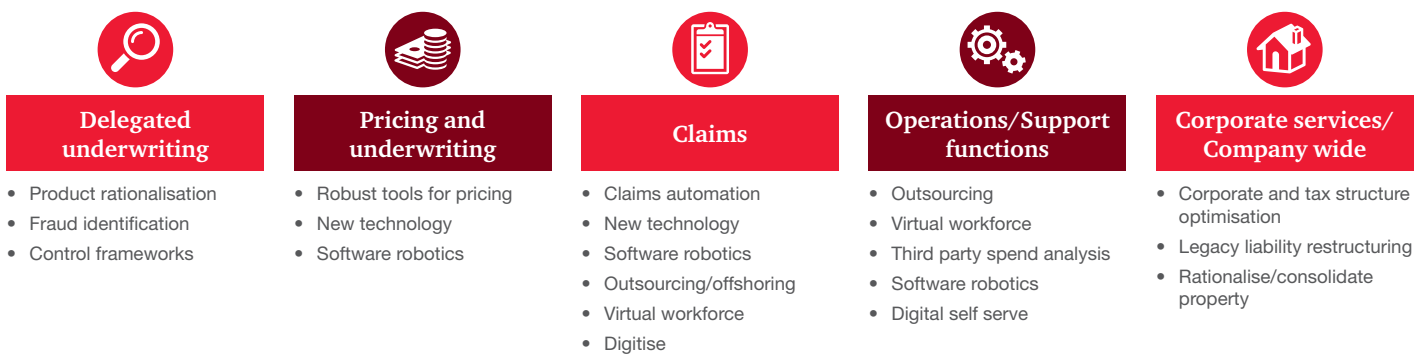 Delegated
underwriting
• Product rationalisation
• Fraud identification
• Control frameworks
Pricing and
underwriting
• Robust tools for pricing
• New technology
• Software robotics
Claims
• Claims automation
• New technology
• Software robotics
• Outsourcing/offshoring
• Virtual workforce
• Digitise
Operations/Support
functions
• Outsourcing
• Virtual workforce
• Third party spend analysis
• Software robotics
• Digital self serve
Corporate services/
Company wide
• Corporate and tax structure
optimisation
• Legacy liability restructuring
• Rationalise/consolidate
property